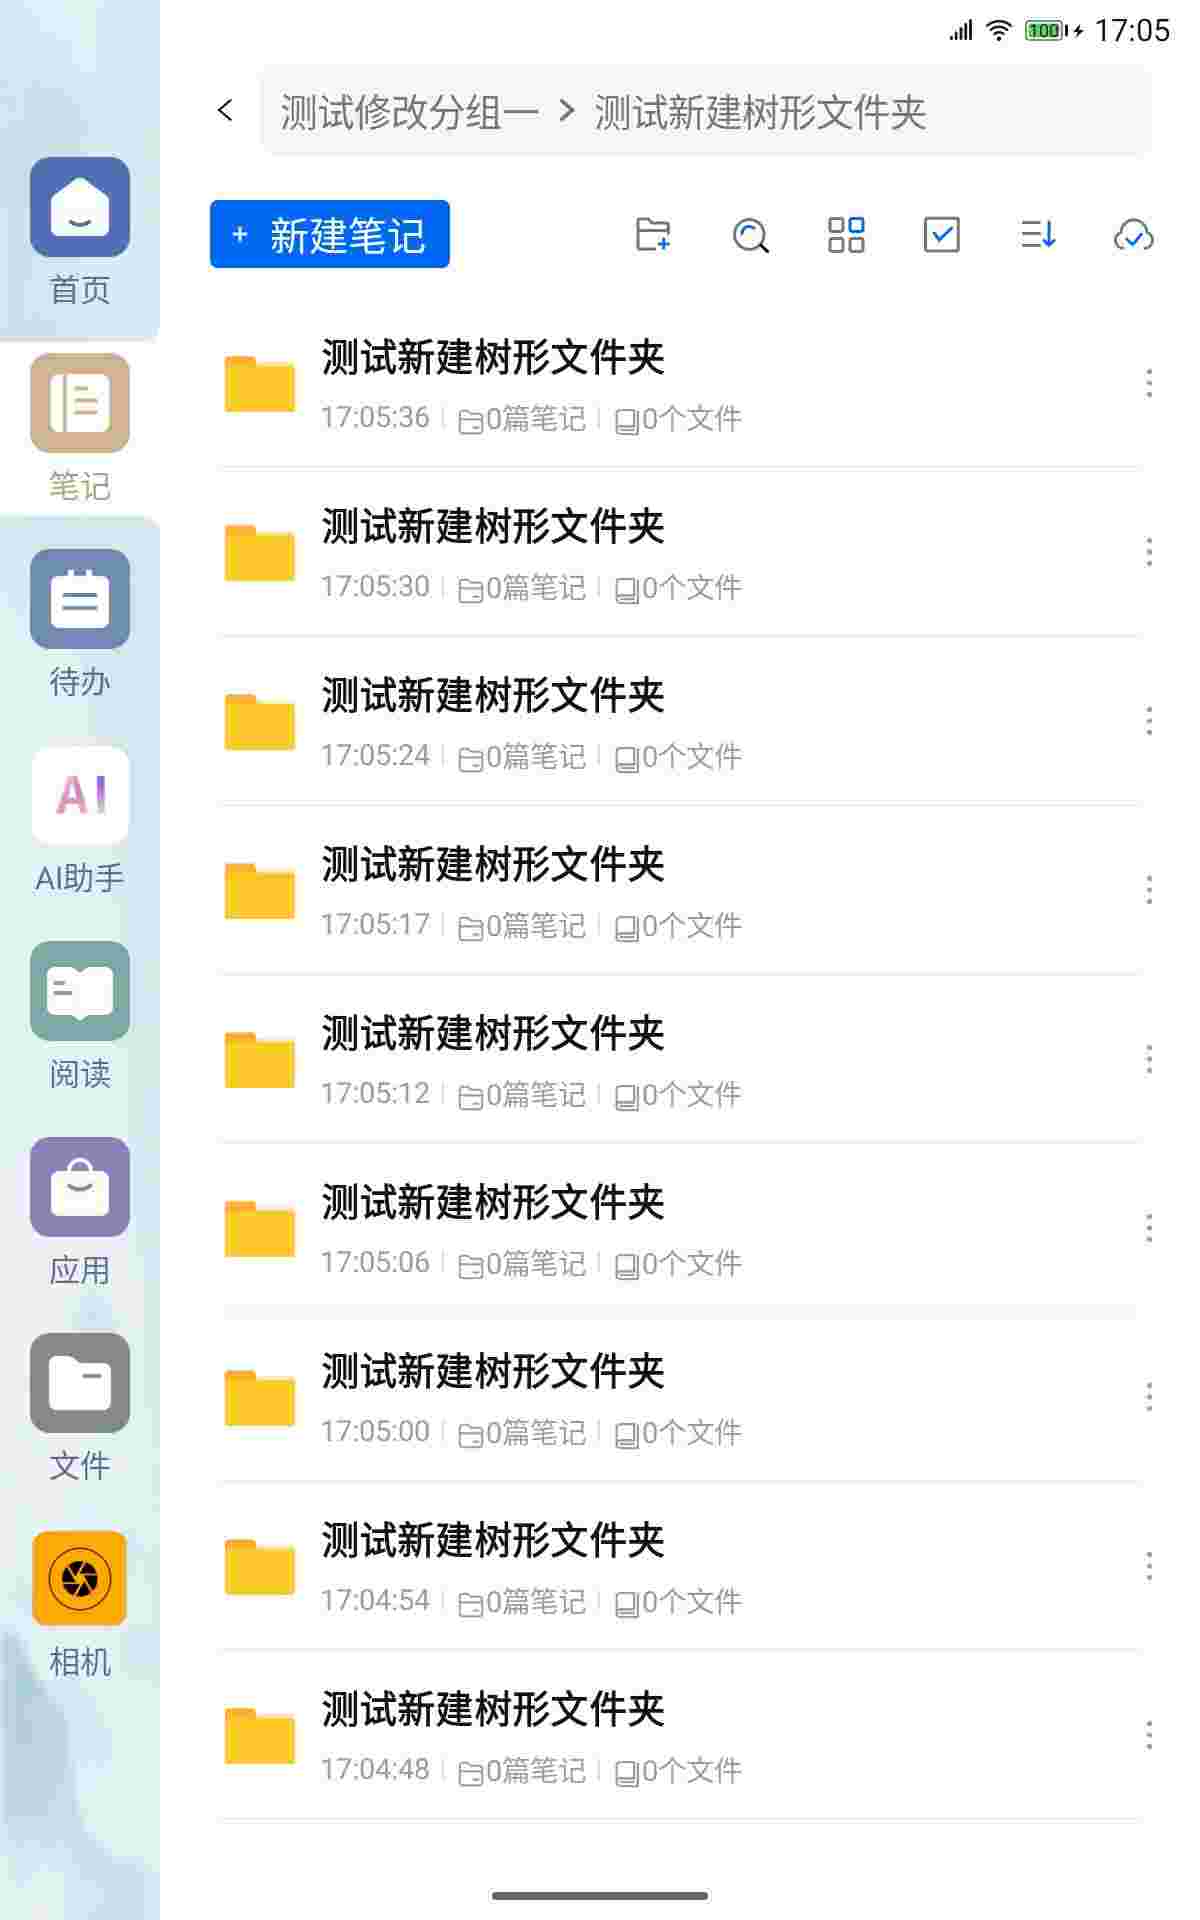 100 17:05
测试修改分组一 > 测试新建树形文件夹
+ 新建笔记
首页
笔记
待办
AI
AI助手
阅读
应用
文件
相机
测试新建树形文件夹
17:05:36 0篇笔记 0个文件
测试新建树形文件夹
17:05:30 0篇笔记 0个文件
测试新建树形文件夹
17:05:24 0篇笔记 0个文件
测试新建树形文件夹
17:05:17 0篇笔记 0个文件
测试新建树形文件夹
17:05:12 0篇笔记 0个文件
测试新建树形文件夹
17:05:06 0篇笔记 0个文件
测试新建树形文件夹
17:05:00 0篇笔记 0个文件
测试新建树形文件夹
17:04:54 0篇笔记 0个文件
测试新建树形文件夹
17:04:48 0篇笔记 0个文件